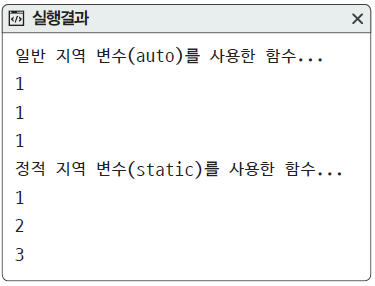 실행결과
일반 지역 변수(auto)를 사용한 함수...
1
1
1
정적 지역 변수(static)를 사용한 함수...
1
2
3